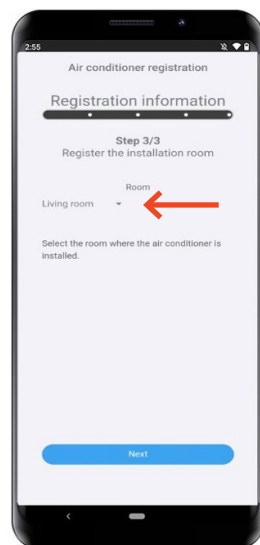 2:55
Air conditioner registration
Registration information
Step 3/3
Register the installation room
Room
Living room
Select the room where the air conditioner is
installed.
Next